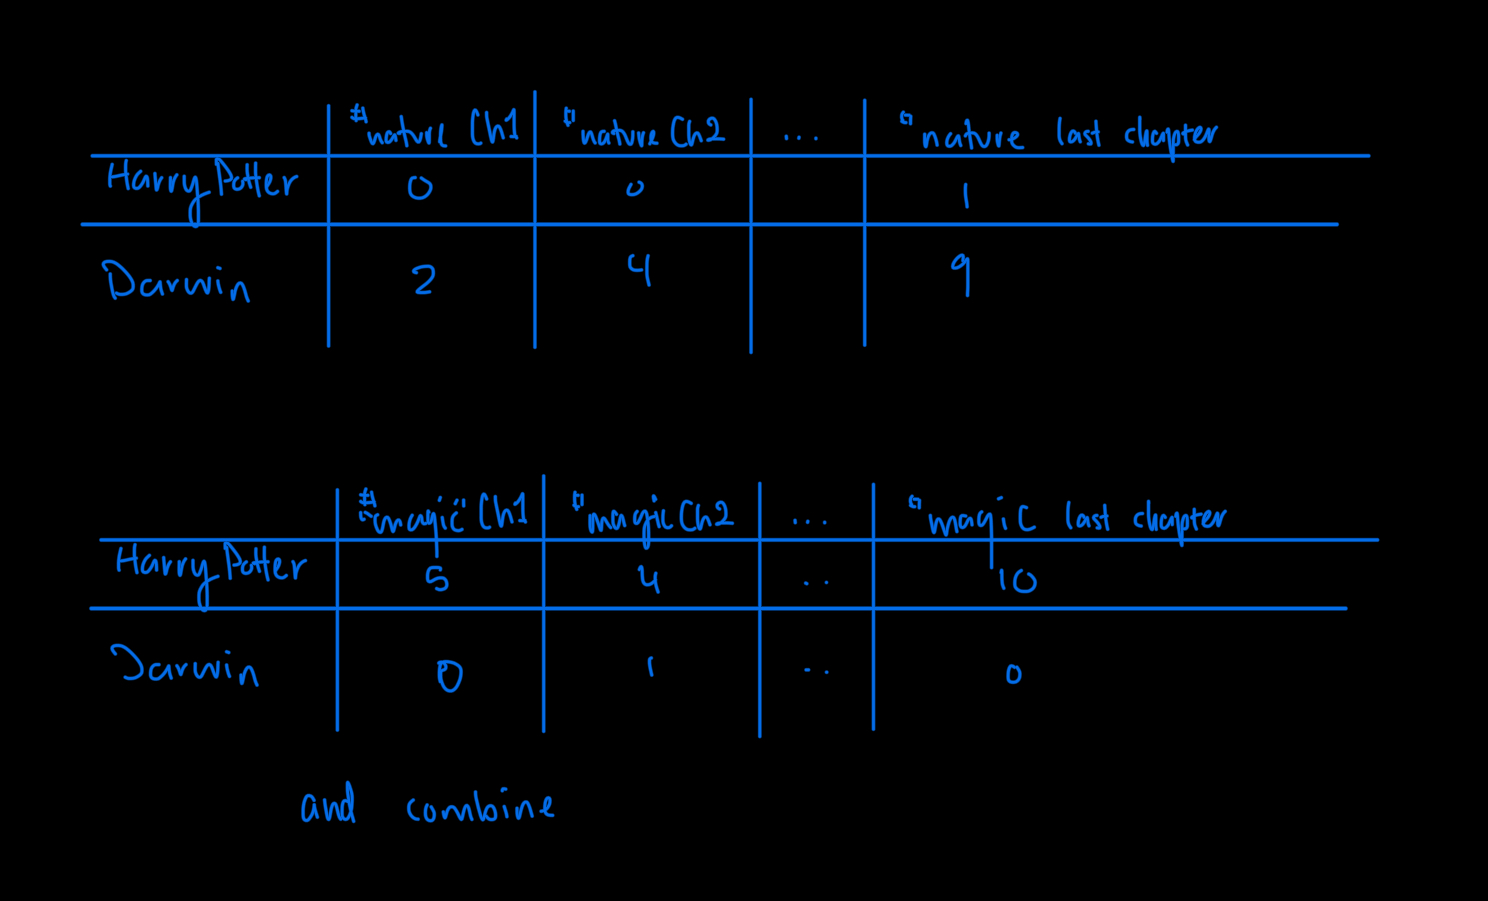 #nature Ch1 #nature Ch2 ... #nature last chapter
Harry Potter 0 0 1
Darwin 2 4 9
#"magic" Ch1 #magic Ch2 ... #magic last chapter
Harry Potter 5 4 .. 10
Darwin 0 1 .. 0
and combine